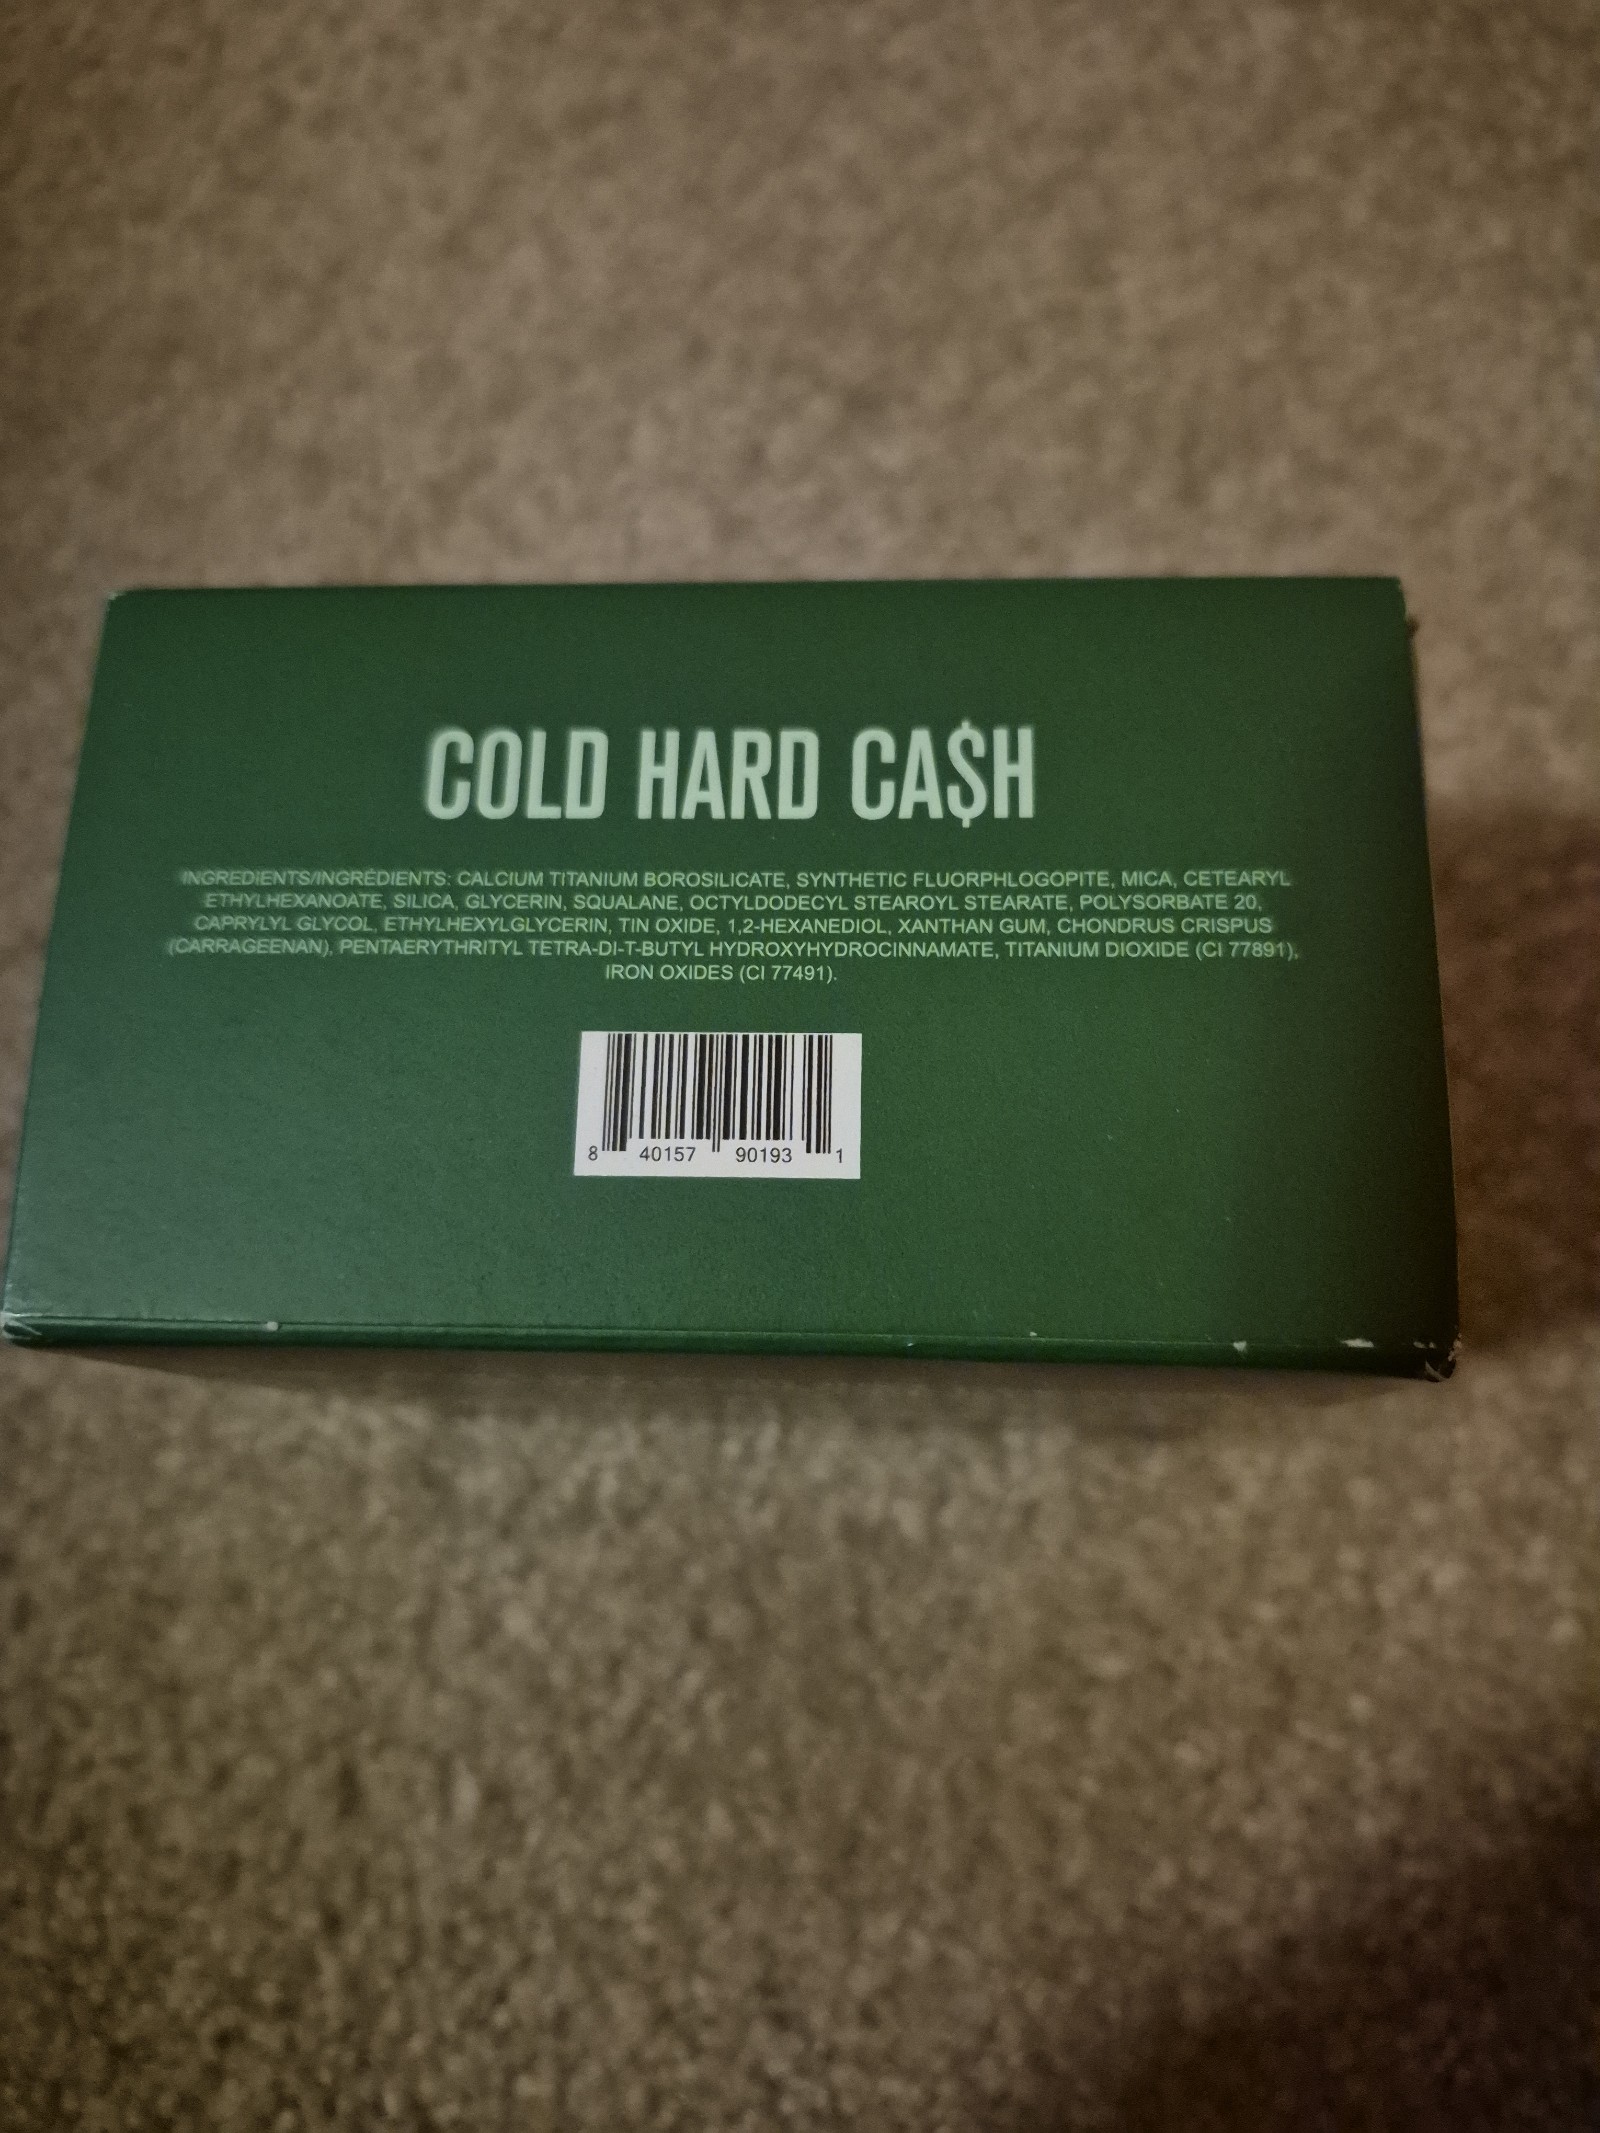 COLD HARD CA$H
INGREDIENTS/INGRÉDIENTS: CALCIUM TITANIUM BOROSILICATE, SYNTHETIC FLUORPHLOGOPITE, MICA, CETEARYL
ETHYLHEXANOATE, SILICA, GLYCERIN, SQUALANE, OCTYLDODECYL STEAROYL STEARATE, POLYSORBATE 20,
CAPRYLYL GLYCOL, ETHYLHEXYLGLYCERIN, TIN OXIDE, 1,2-HEXANEDIOL, XANTHAN GUM, CHONDRUS CRISPUS
(CARRAGEENAN), PENTAERYTHRITYL TETRA-DI-T-BUTYL HYDROXYHYDROCINNAMATE, TITANIUM DIOXIDE (CI 77891),
IRON OXIDES (CI 77491).
8 40157 90193 1